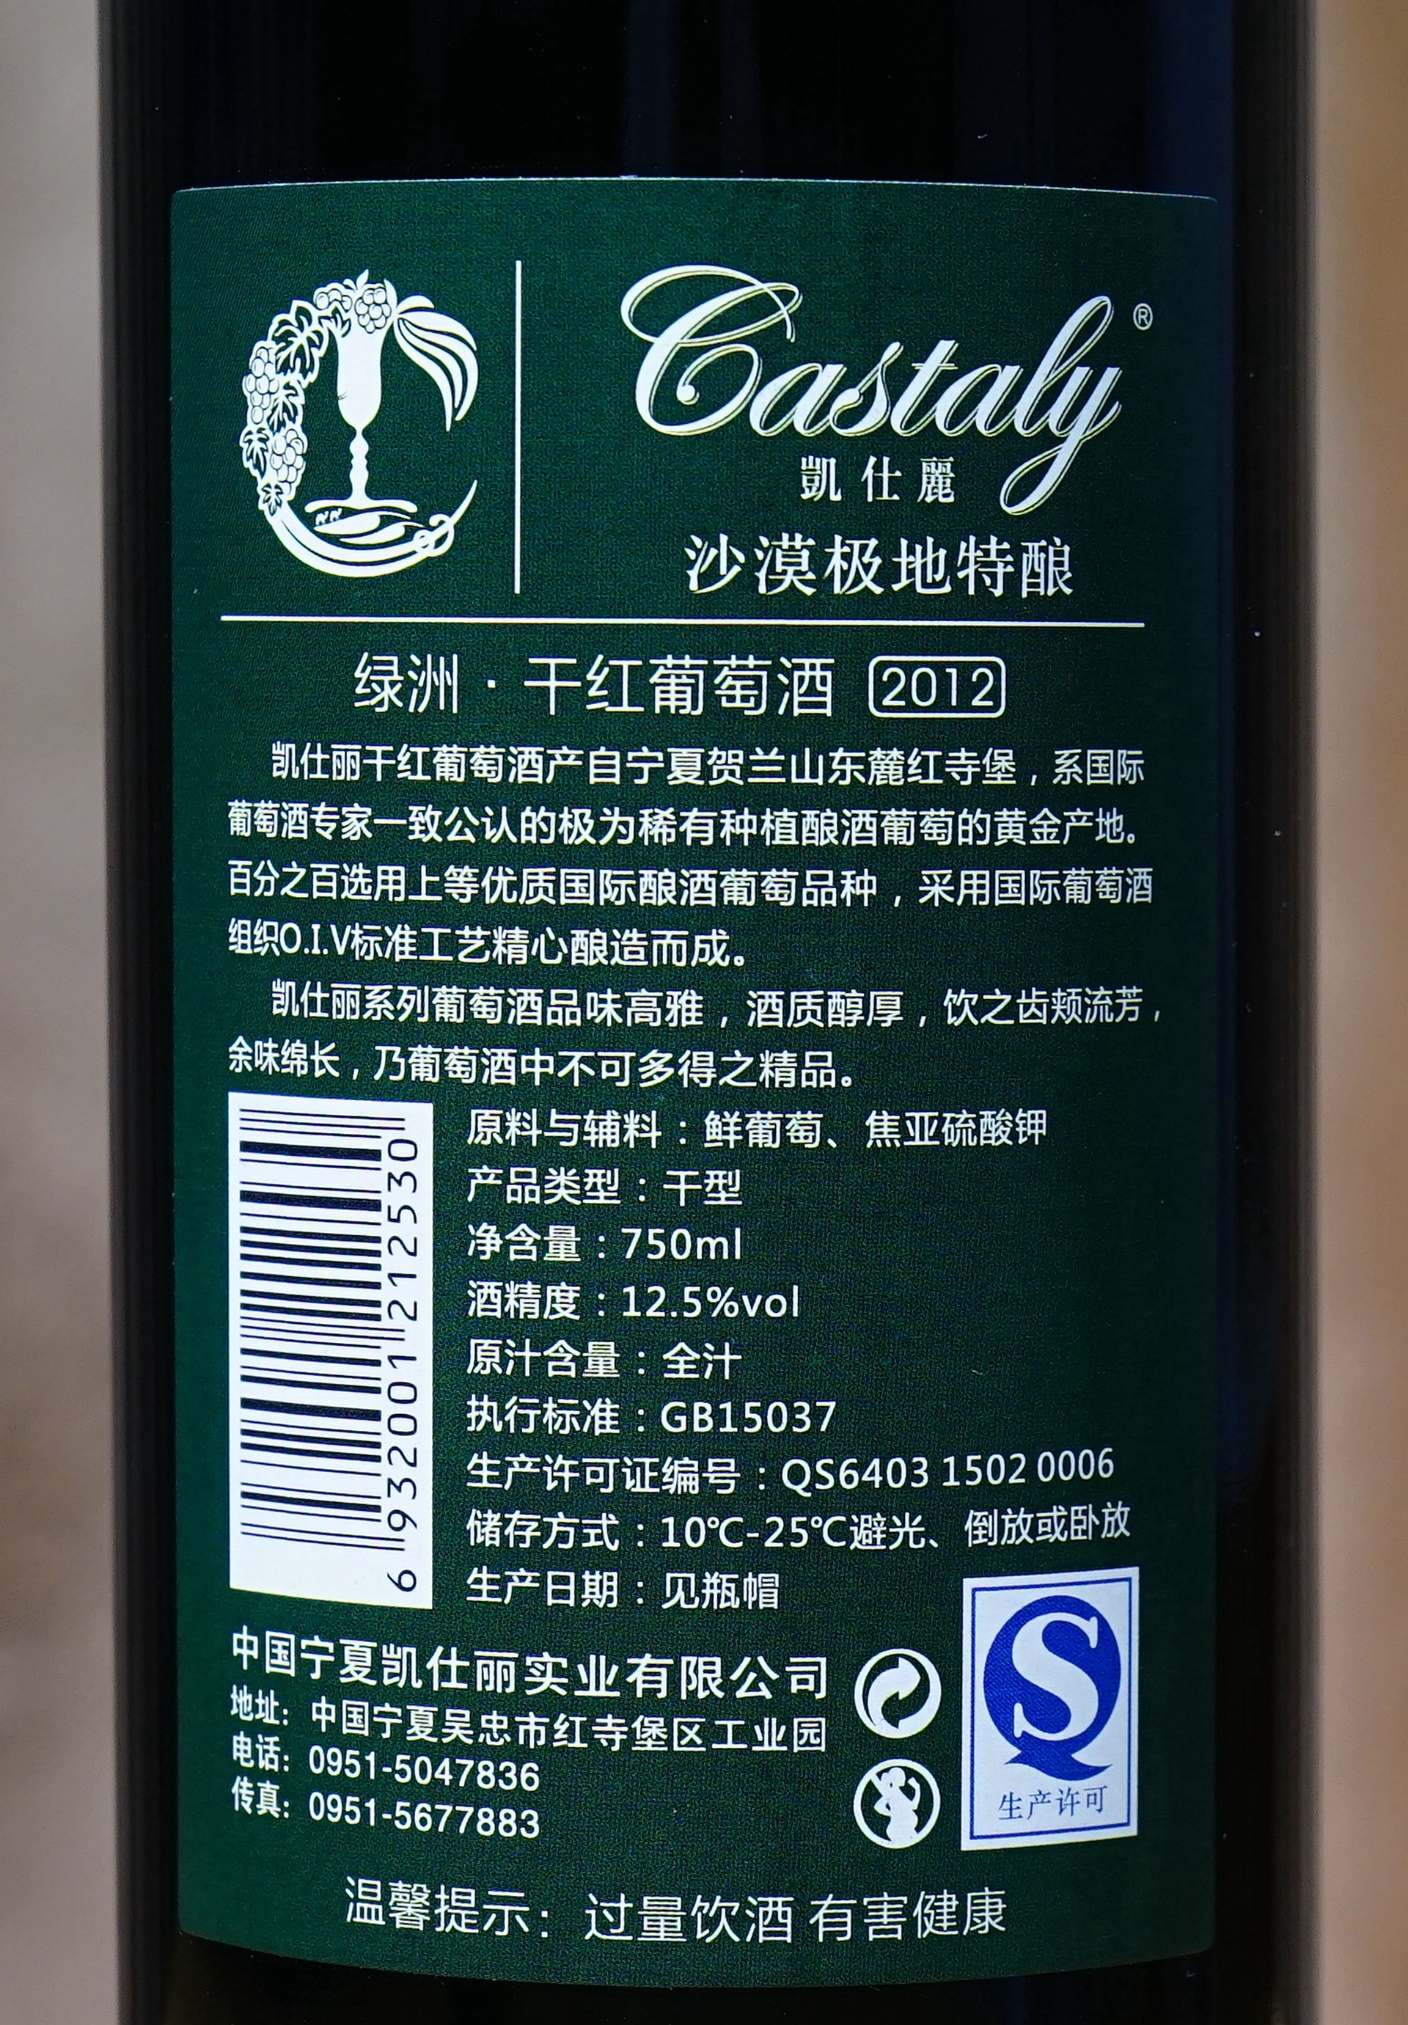 Castaly®
凱仕麗
沙漠极地特酿
绿洲·干红葡萄酒 2012
凯仕丽干红葡萄酒产自宁夏贺兰山东麓红寺堡，系国际
葡萄酒专家一致公认的极为稀有种植酿酒葡萄的黄金产地。
百分之百选用上等优质国际酿酒葡萄品种，采用国际葡萄酒
组织O.I.V标准工艺精心酿造而成。
凯仕丽系列葡萄酒品味高雅，酒质醇厚，饮之齿颊流芳，
余味绵长，乃葡萄酒中不可多得之精品。
6 932001 212530
原料与辅料：鲜葡萄、焦亚硫酸钾
产品类型：干型
净含量：750ml
酒精度：12.5%vol
原汁含量：全汁
执行标准：GB15037
生产许可证编号：QS6403 1502 0006
储存方式：10℃-25℃避光、倒放或卧放
生产日期：见瓶帽
中国宁夏凯仕丽实业有限公司
地址：中国宁夏吴忠市红寺堡区工业园
电话：0951-5047836
传真：0951-5677883
生产许可
温馨提示：过量饮酒 有害健康